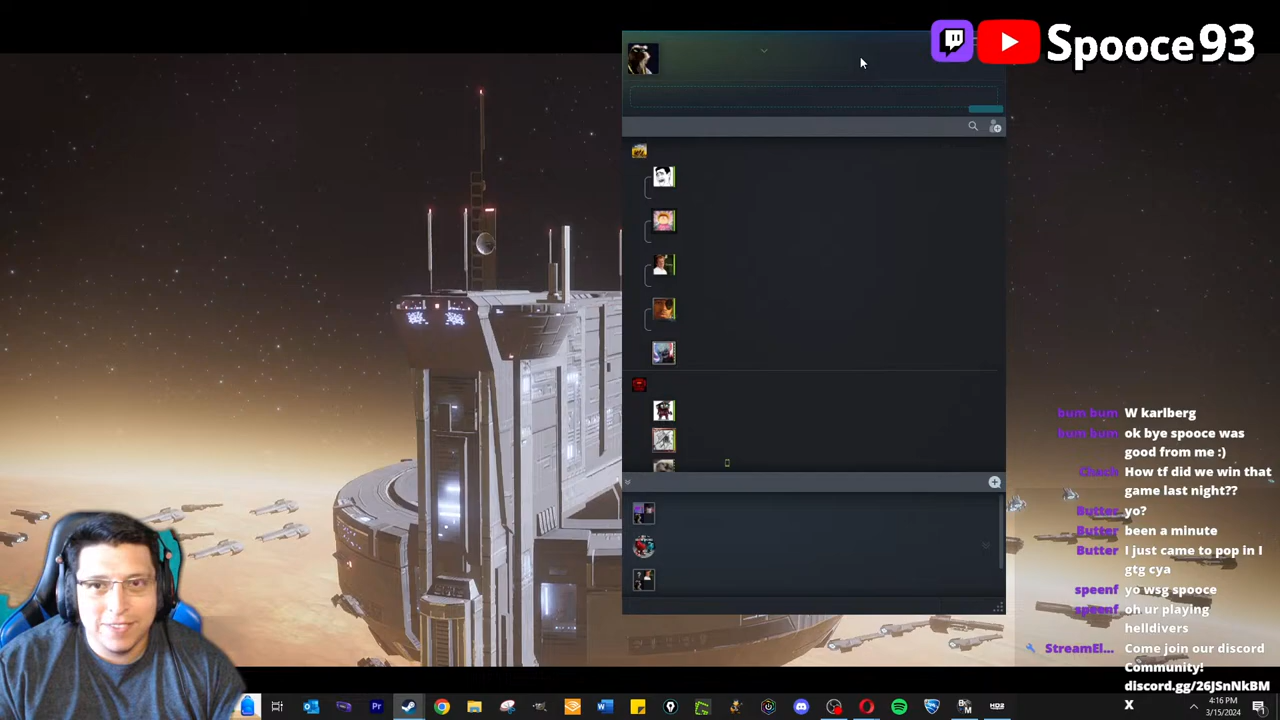 Spooce93
bum bum W karlberg
bum bum ok bye spooce was
good from me :)
Chuck How tf did we win that
game last night??
Butter yo?
Butter been a minute
Butter I just came to pop in I
gtg cya
speenf yo wsg spooce
speenf oh ur playing
helldivers
StreamEl... Come join our discord
Community!
discord.gg/26JSnNkBM
X
Pr
W
HD2
4:16 PM
3/15/2024